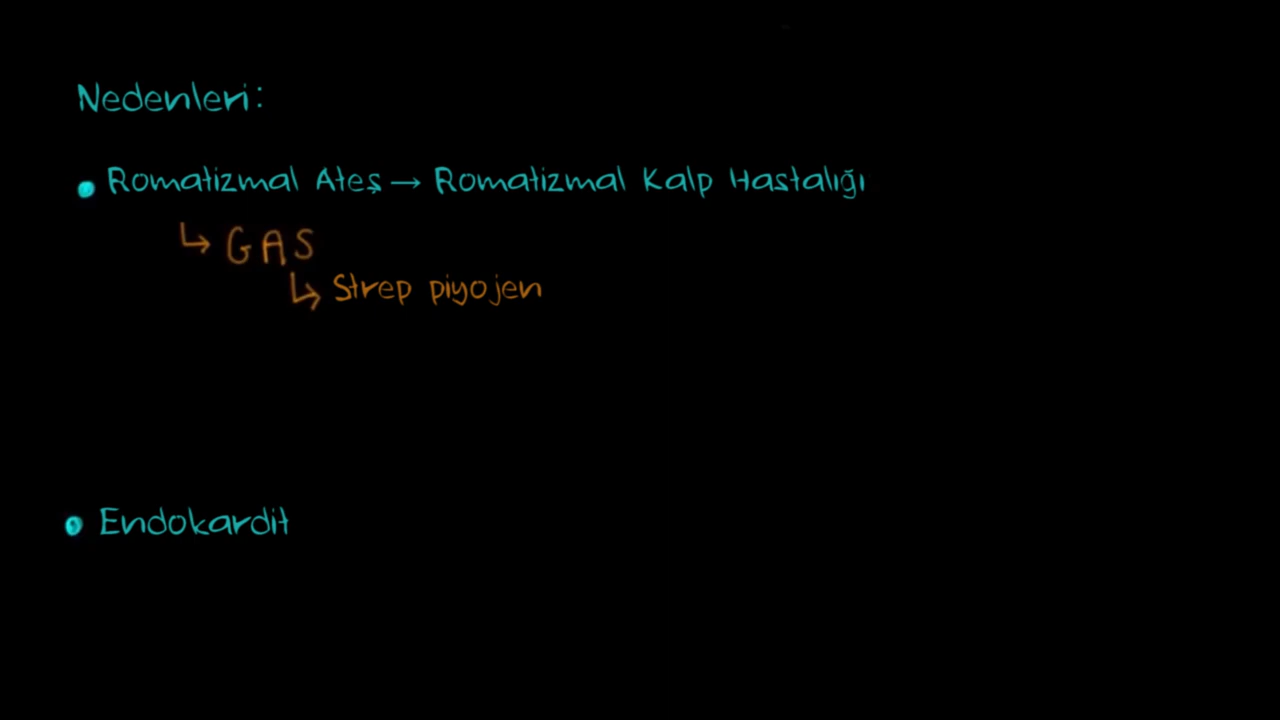 Nedenleri:
• Romatizmal Ateş → Romatizmal Kalp Hastalığı
↳ GAS
↳ Strep piyojen
• Endokardit